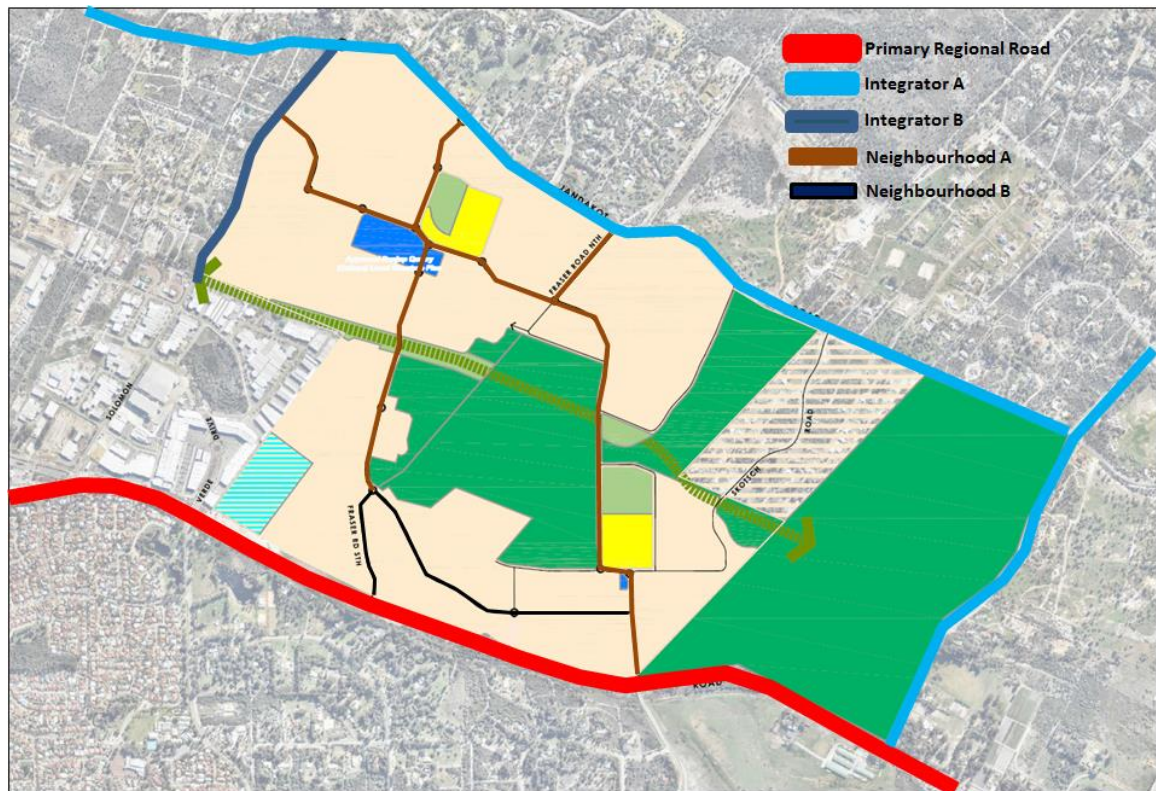 Primary Regional Road
Integrator A
Integrator B
Neighbourhood A
Neighbourhood B
JANDAKOT
FRASER ROAD NTH
ROAD
SKOTSCH
ROAD
SOLOMON
DRIVE
VERDE
FRASER RD STH
ROAD